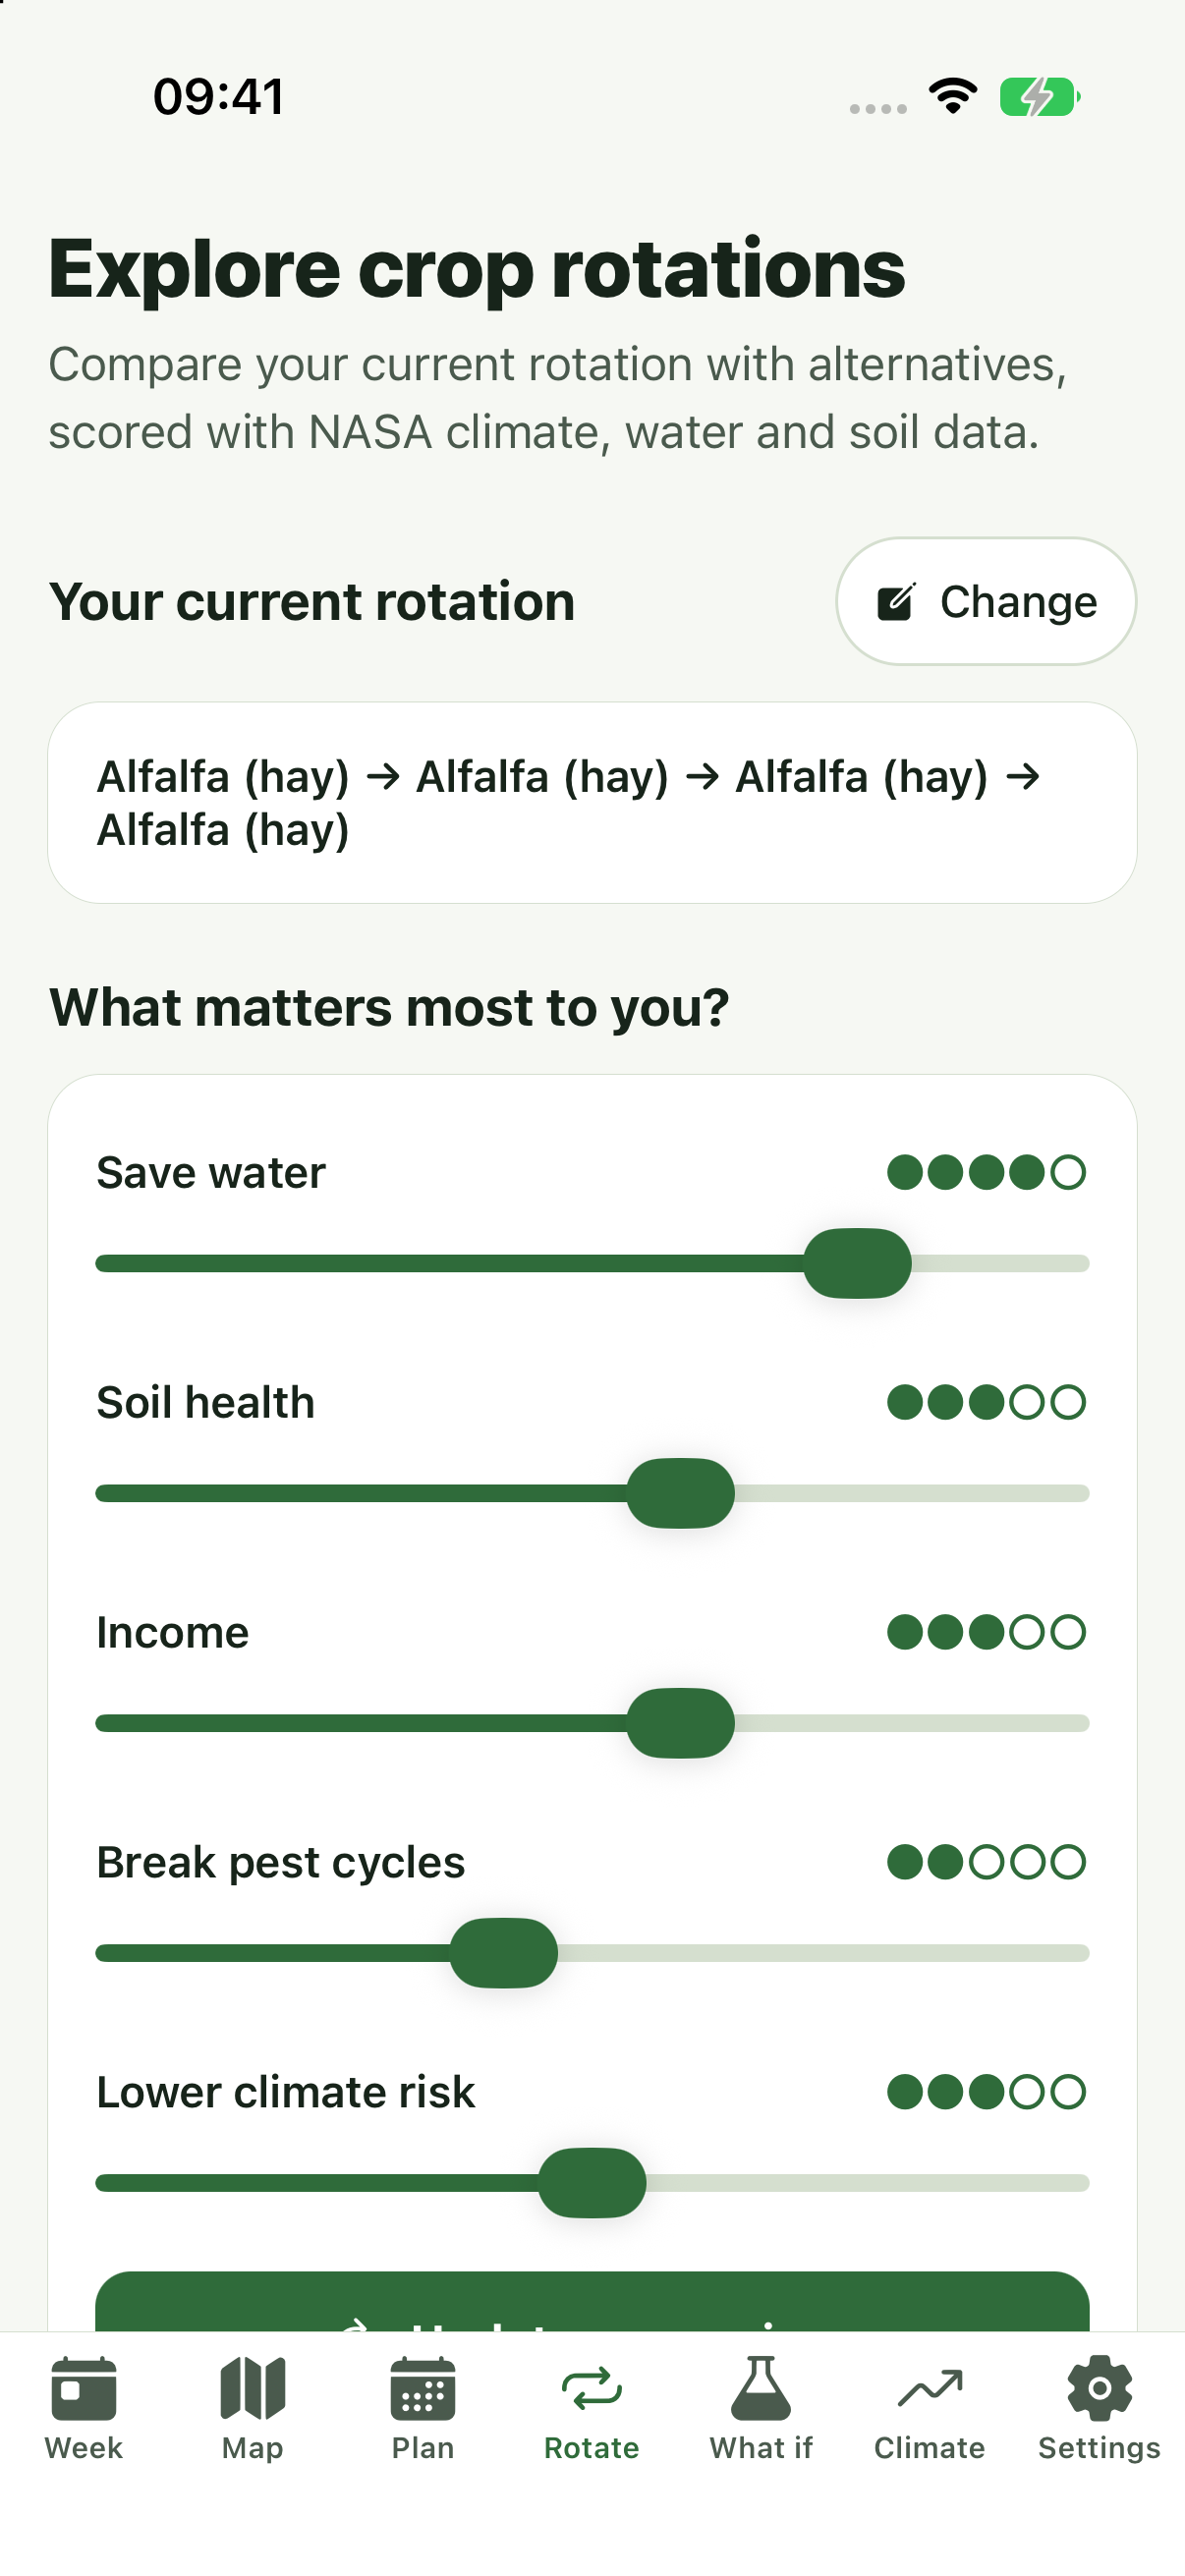 09:41
Explore crop rotations
Compare your current rotation with alternatives,
scored with NASA climate, water and soil data.
Your current rotation
Change
Alfalfa (hay) → Alfalfa (hay) → Alfalfa (hay) →
Alfalfa (hay)
What matters most to you?
Save water
Soil health
Income
Break pest cycles
Lower climate risk
Week
Map
Plan
Rotate
What if
Climate
Settings